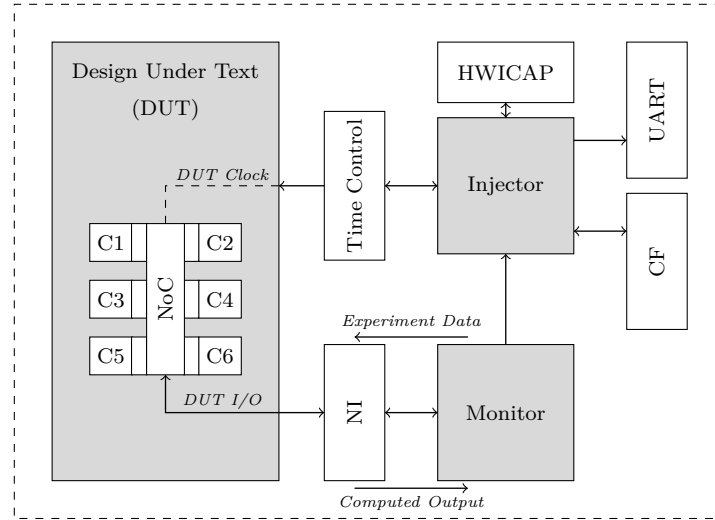 Design Under Text
(DUT)
HWICAP
UART
DUT Clock
Time Control
Injector
C1
C2
CF
NoC
C3
C4
Experiment Data
C5
C6
DUT I/O
NI
Monitor
Computed Output